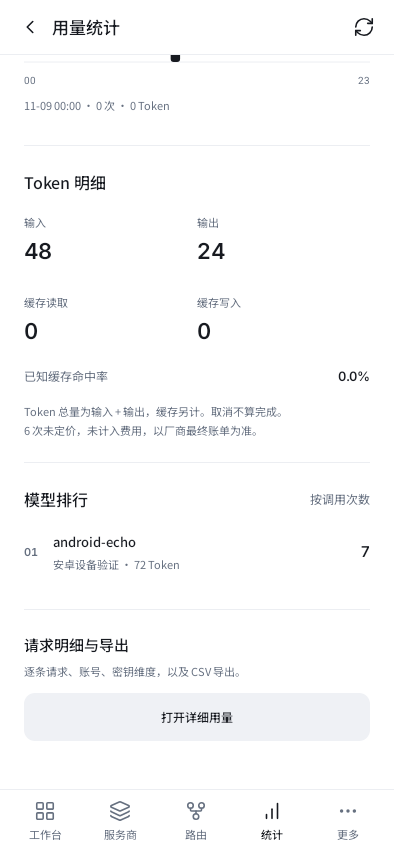 用量统计
00
23
11-09 00:00 · 0 次 · 0 Token
Token 明细
输入
输出
48
24
缓存读取
缓存写入
0
0
已知缓存命中率
0.0%
Token 总量为输入 + 输出，缓存另计。取消不算完成。
6 次未定价，未计入费用，以厂商最终账单为准。
模型排行
按调用次数
01
android-echo
安卓设备验证 · 72 Token
7
请求明细与导出
逐条请求、账号、密钥维度，以及 CSV 导出。
打开详细用量
工作台
服务商
路由
统计
更多